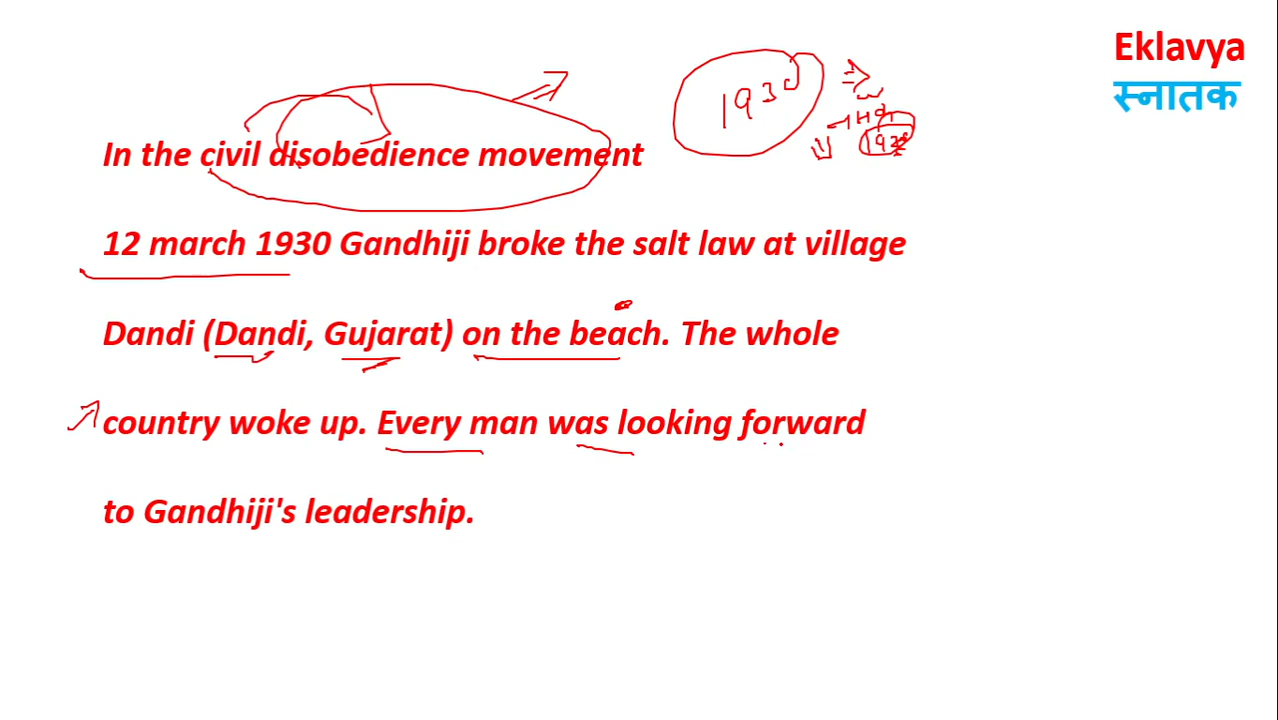 Eklavya
स्नातक
1930
In the civil disobedience movement
12 march 1930 Gandhiji broke the salt law at village
Dandi (Dandi, Gujarat) on the beach. The whole
country woke up. Every man was looking forward
to Gandhiji's leadership.